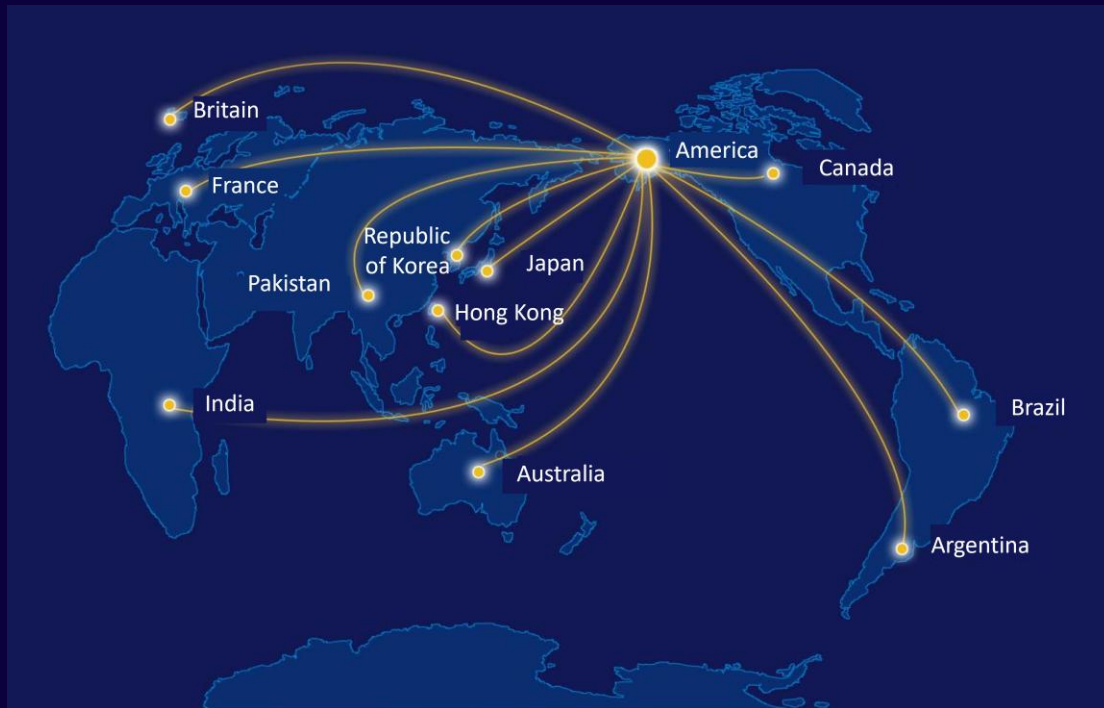 Britain
America
Canada
France
Republic
of Korea
Japan
Pakistan
Hong Kong
India
Brazil
Australia
Argentina